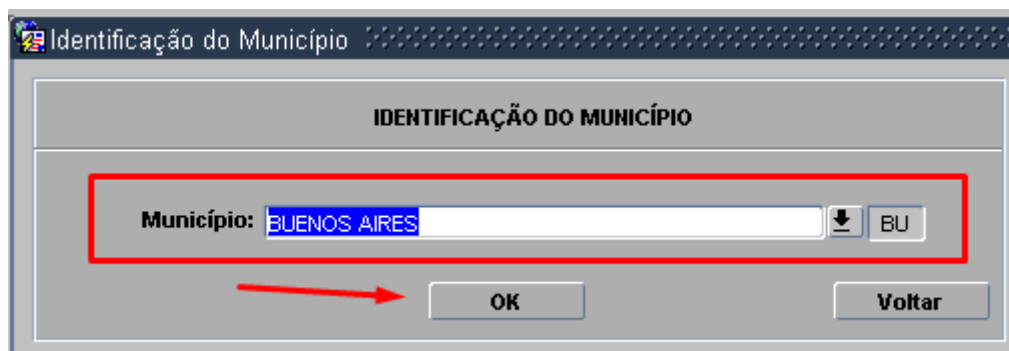 Identificação do Município
IDENTIFICAÇÃO DO MUNICÍPIO
Município: BUENOS AIRES BU
OK Voltar